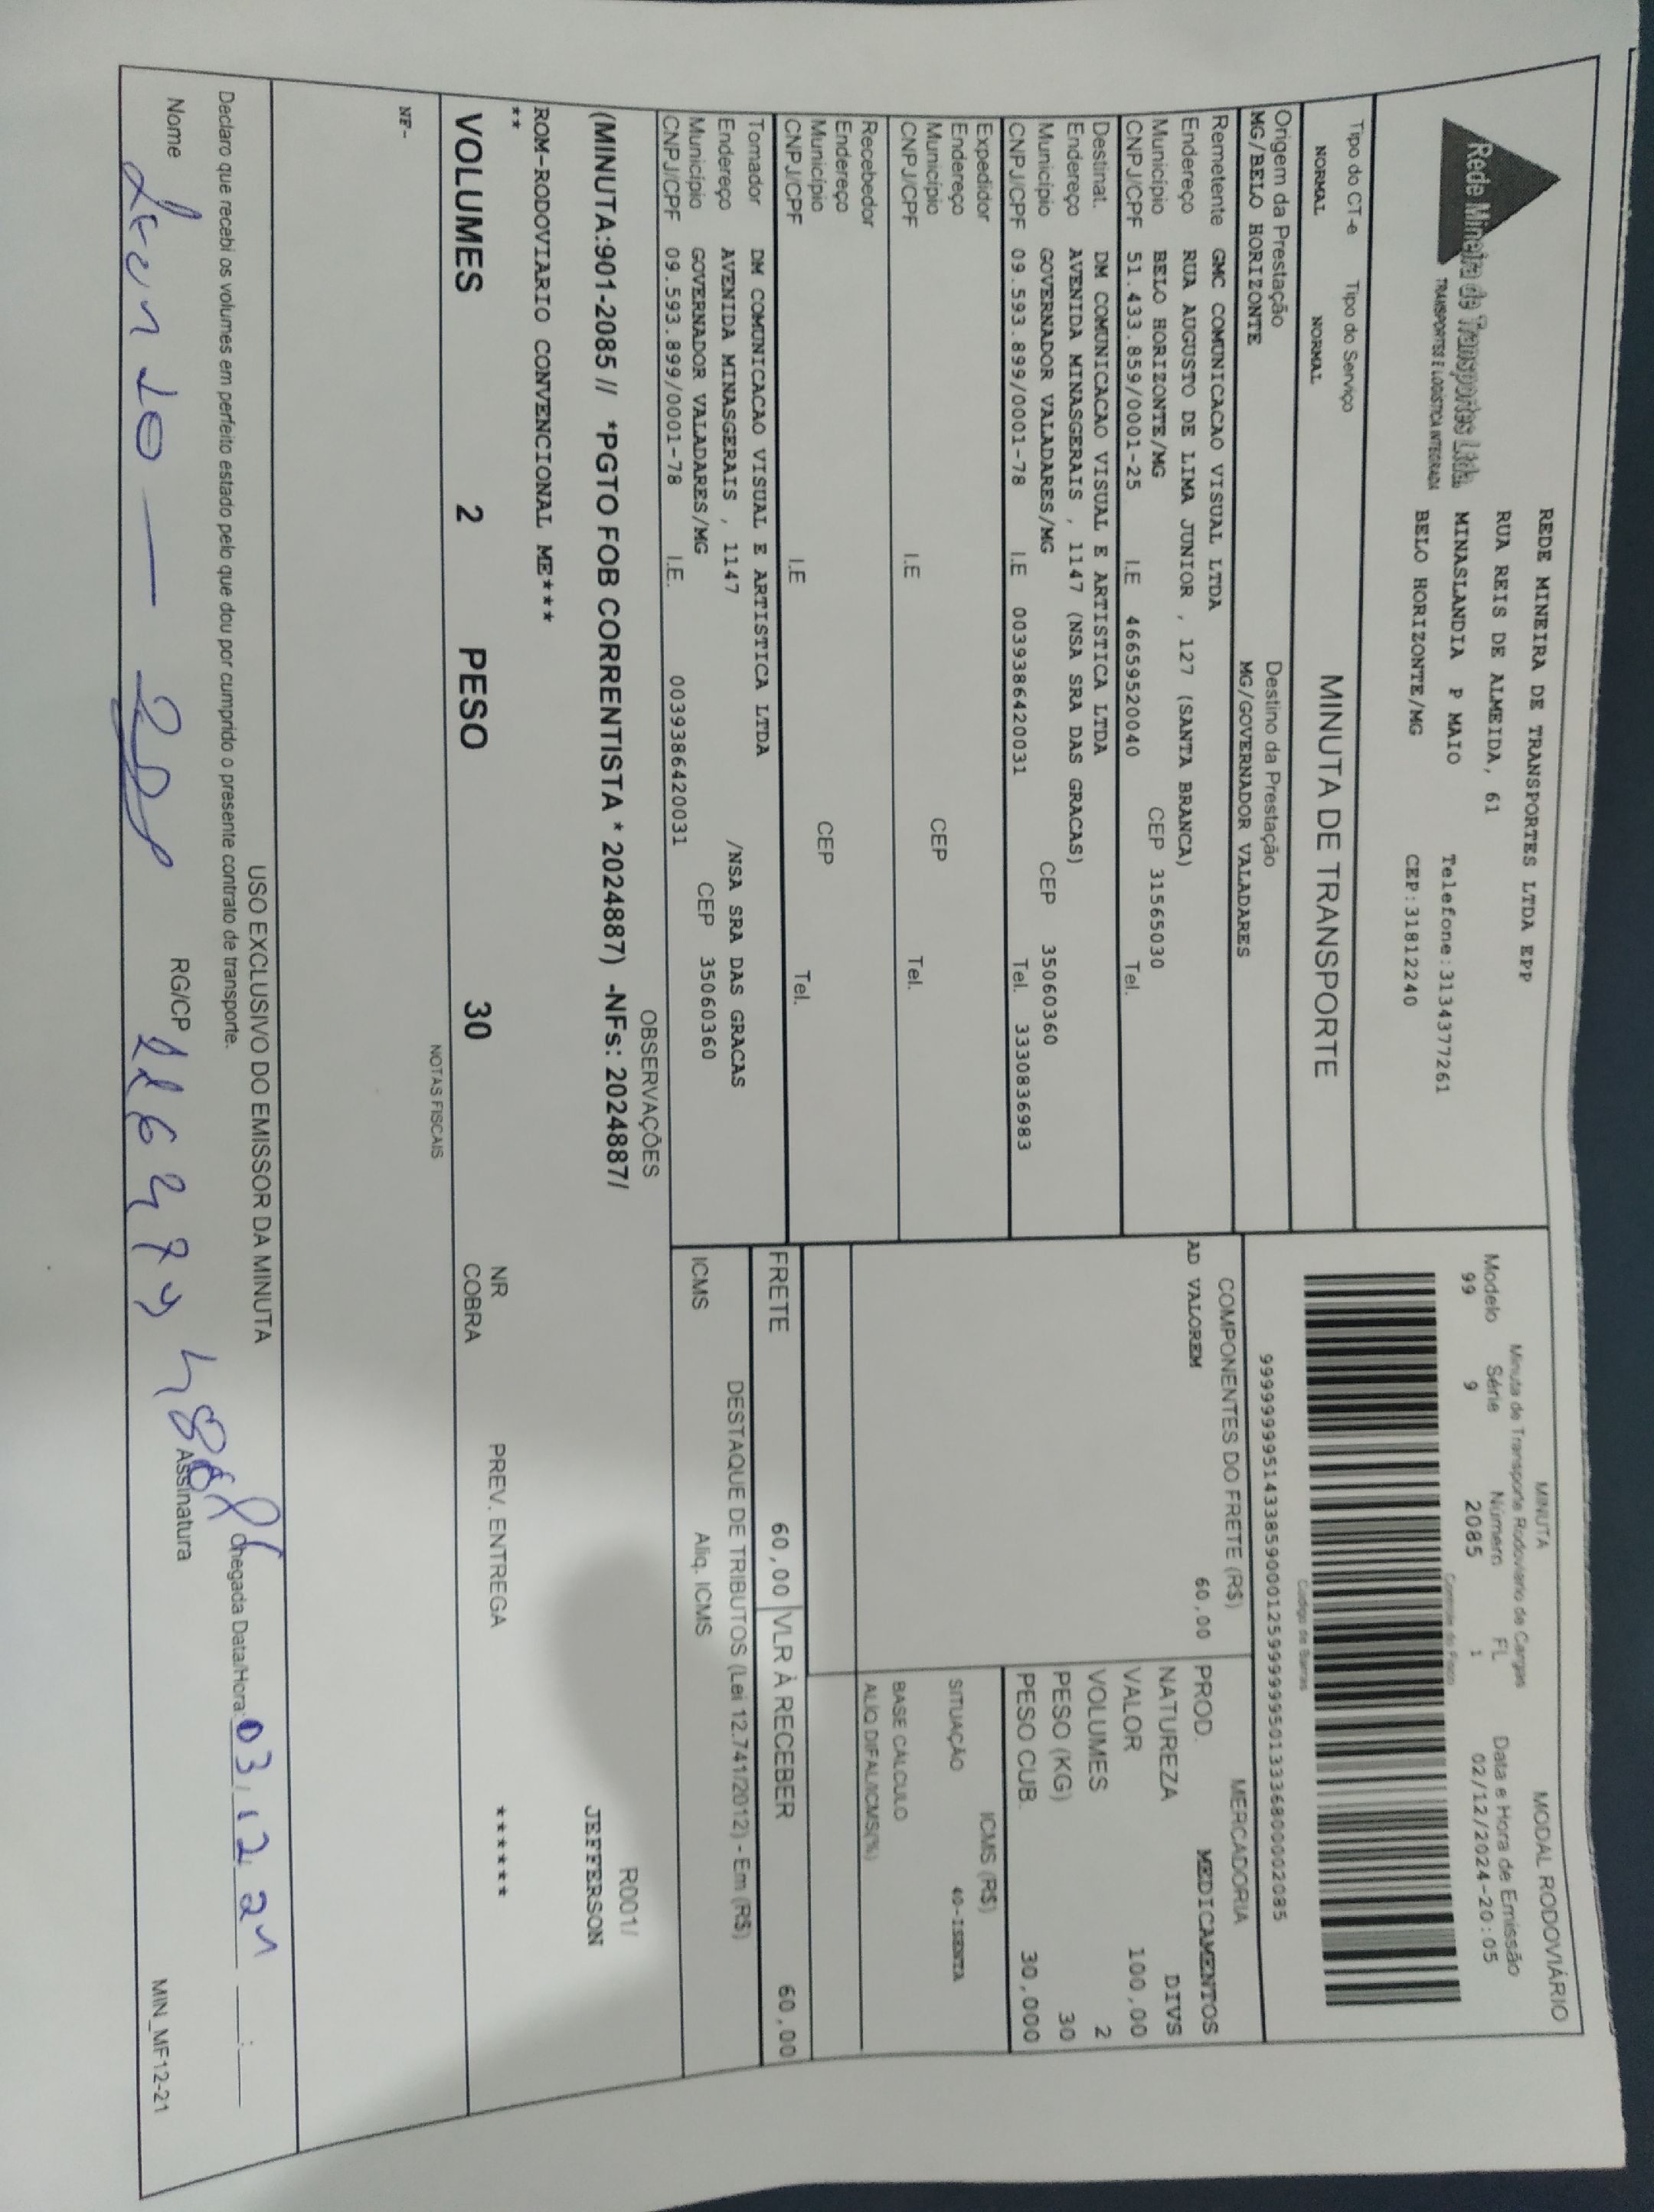 Rede Mineira de Transportes Ltda.
TRANSPORTES E LOGÍSTICA INTEGRADA
REDE MINEIRA DE TRANSPORTES LTDA EPP
RUA REIS DE ALMEIDA, 61
MINASLANDIA P MAIO Telefone:3134377261
BELO HORIZONTE/MG CEP:31812240
MINUTA MODAL RODOVIÁRIO
Minuta de Transporte Rodoviário de Cargas
Modelo Série Número FL Data e Hora de Emissão
99 9 2085 1 02/12/2024-20:05
Controle do Fisco
Tipo do CT-e Tipo do Serviço
NORMAL NORMAL
MINUTA DE TRANSPORTE
Código de Barras
Origem da Prestação Destino da Prestação
MG/BELO HORIZONTE MG/GOVERNADOR VALADARES
Remetente GMC COMUNICACAO VISUAL LTDA
Endereço RUA AUGUSTO DE LIMA JUNIOR , 127 (SANTA BRANCA)
Município BELO HORIZONTE/MG CEP 31565030
CNPJ/CPF 51.433.859/0001-25 I.E 46659520040 Tel.
Destinat. DM COMUNICACAO VISUAL E ARTISTICA LTDA
Endereço AVENIDA MINASGERAIS , 1147 (NSA SRA DAS GRACAS)
Município GOVERNADOR VALADARES/MG CEP 35060360
CNPJ/CPF 09.593.899/0001-78 I.E 0039386420031 Tel. 3330836983
Expedidor
Endereço
Município CEP
CNPJ/CPF I.E Tel.
Recebedor
Endereço
Município CEP
CNPJ/CPF I.E Tel.
Tomador DM COMUNICACAO VISUAL E ARTISTICA LTDA
Endereço AVENIDA MINASGERAIS , 1147 /NSA SRA DAS GRACAS
Município GOVERNADOR VALADARES/MG CEP 35060360
CNPJ/CPF 09.593.899/0001-78 I.E. 0039386420031
COMPONENTES DO FRETE (R$)
AD VALOREM 60,00
MERCADORIA
PROD. MEDICAMENTOS
NATUREZA DIVS
VALOR 100,00
VOLUMES 2
PESO (KG) 30
PESO CUB. 30,000
ICMS (R$)
SITUAÇÃO 40-ISENTA
BASE CÁLCULO
ALÍQ DIFAL/ICMS(%)
FRETE 60,00 VLR À RECEBER 60,00
DESTAQUE DE TRIBUTOS (Lei 12.741/2012) - Em (R$)
ICMS Aliq. ICMS
OBSERVAÇÕES
(MINUTA:901-2085 // *PGTO FOB CORRENTISTA * 2024887) -NFs: 2024887/
R001/
JEFFERSON
ROM-RODOVIARIO CONVENCIONAL ME****
**
VOLUMES 2 PESO 30
NR
COBRA
PREV. ENTREGA ******
NOTAS FISCAIS
NF-
USO EXCLUSIVO DO EMISSOR DA MINUTA
Declaro que recebi os volumes em perfeito estado pelo que dou por cumprido o presente contrato de transporte.
Nome RG/CP Assinatura
Chegada Data/Hora: 03, 12, 24
MIN_MF12-21